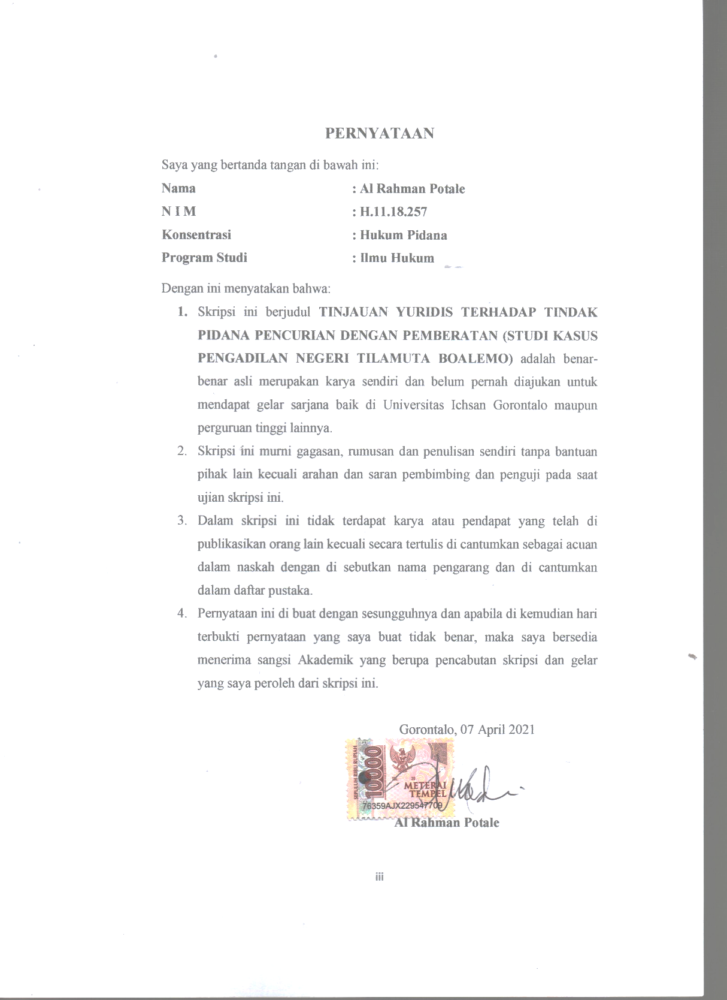 PERNYATAAN
Saya yang bertanda tangan di bawah ini:
Nama : Al Rahman Potale
N I M : H.11.18.257
Konsentrasi : Hukum Pidana
Program Studi : Ilmu Hukum
Dengan ini menyatakan bahwa:
1. Skripsi ini berjudul TINJAUAN YURIDIS TERHADAP TINDAK
PIDANA PENCURIAN DENGAN PEMBERATAN (STUDI KASUS
PENGADILAN NEGERI TILAMUTA BOALEMO) adalah benar-
benar asli merupakan karya sendiri dan belum pernah diajukan untuk
mendapat gelar sarjana baik di Universitas Ichsan Gorontalo maupun
perguruan tinggi lainnya.
2. Skripsi ini murni gagasan, rumusan dan penulisan sendiri tanpa bantuan
pihak lain kecuali arahan dan saran pembimbing dan penguji pada saat
ujian skripsi ini.
3. Dalam skripsi ini tidak terdapat karya atau pendapat yang telah di
publikasikan orang lain kecuali secara tertulis di cantumkan sebagai acuan
dalam naskah dengan di sebutkan nama pengarang dan di cantumkan
dalam daftar pustaka.
4. Pernyataan ini di buat dengan sesungguhnya dan apabila di kemudian hari
terbukti pernyataan yang saya buat tidak benar, maka saya bersedia
menerima sangsi Akademik yang berupa pencabutan skripsi dan gelar
yang saya peroleh dari skripsi ini.
Gorontalo, 07 April 2021
SEPULUH RIBU RUPIAH
10000
METERAI
TEMPEL
76359AJX229547709
Al Rahman Potale
iii